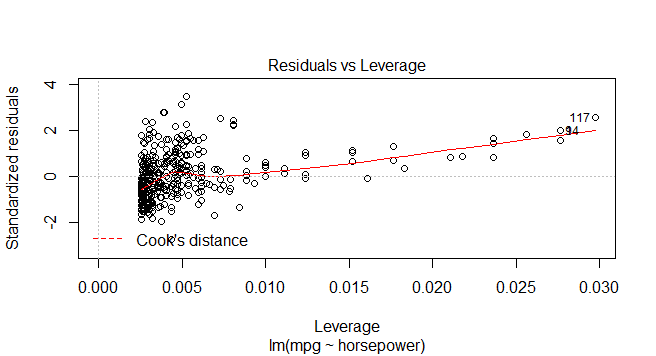 Residuals vs Leverage
Standardized residuals
4
2
0
-2
117
94
Cook's distance
0.000 0.005 0.010 0.015 0.020 0.025 0.030
Leverage
lm(mpg ~ horsepower)